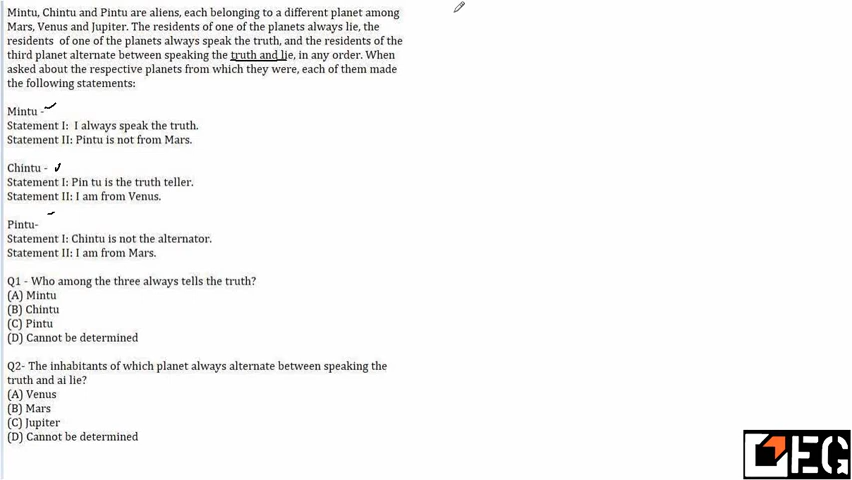 Mintu, Chintu and Pintu are aliens, each belonging to a different planet among
Mars, Venus and Jupiter. The residents of one of the planets always lie, the
residents of one of the planets always speak the truth, and the residents of the
third planet alternate between speaking the truth and lie, in any order. When
asked about the respective planets from which they were, each of them made
the following statements:
Mintu -
Statement I: I always speak the truth.
Statement II: Pintu is not from Mars.
Chintu -
Statement I: Pin tu is the truth teller.
Statement II: I am from Venus.
Pintu-
Statement I: Chintu is not the alternator.
Statement II: I am from Mars.
Q1 - Who among the three always tells the truth?
(A) Mintu
(B) Chintu
(C) Pintu
(D) Cannot be determined
Q2- The inhabitants of which planet always alternate between speaking the
truth and ai lie?
(A) Venus
(B) Mars
(C) Jupiter
(D) Cannot be determined
EG